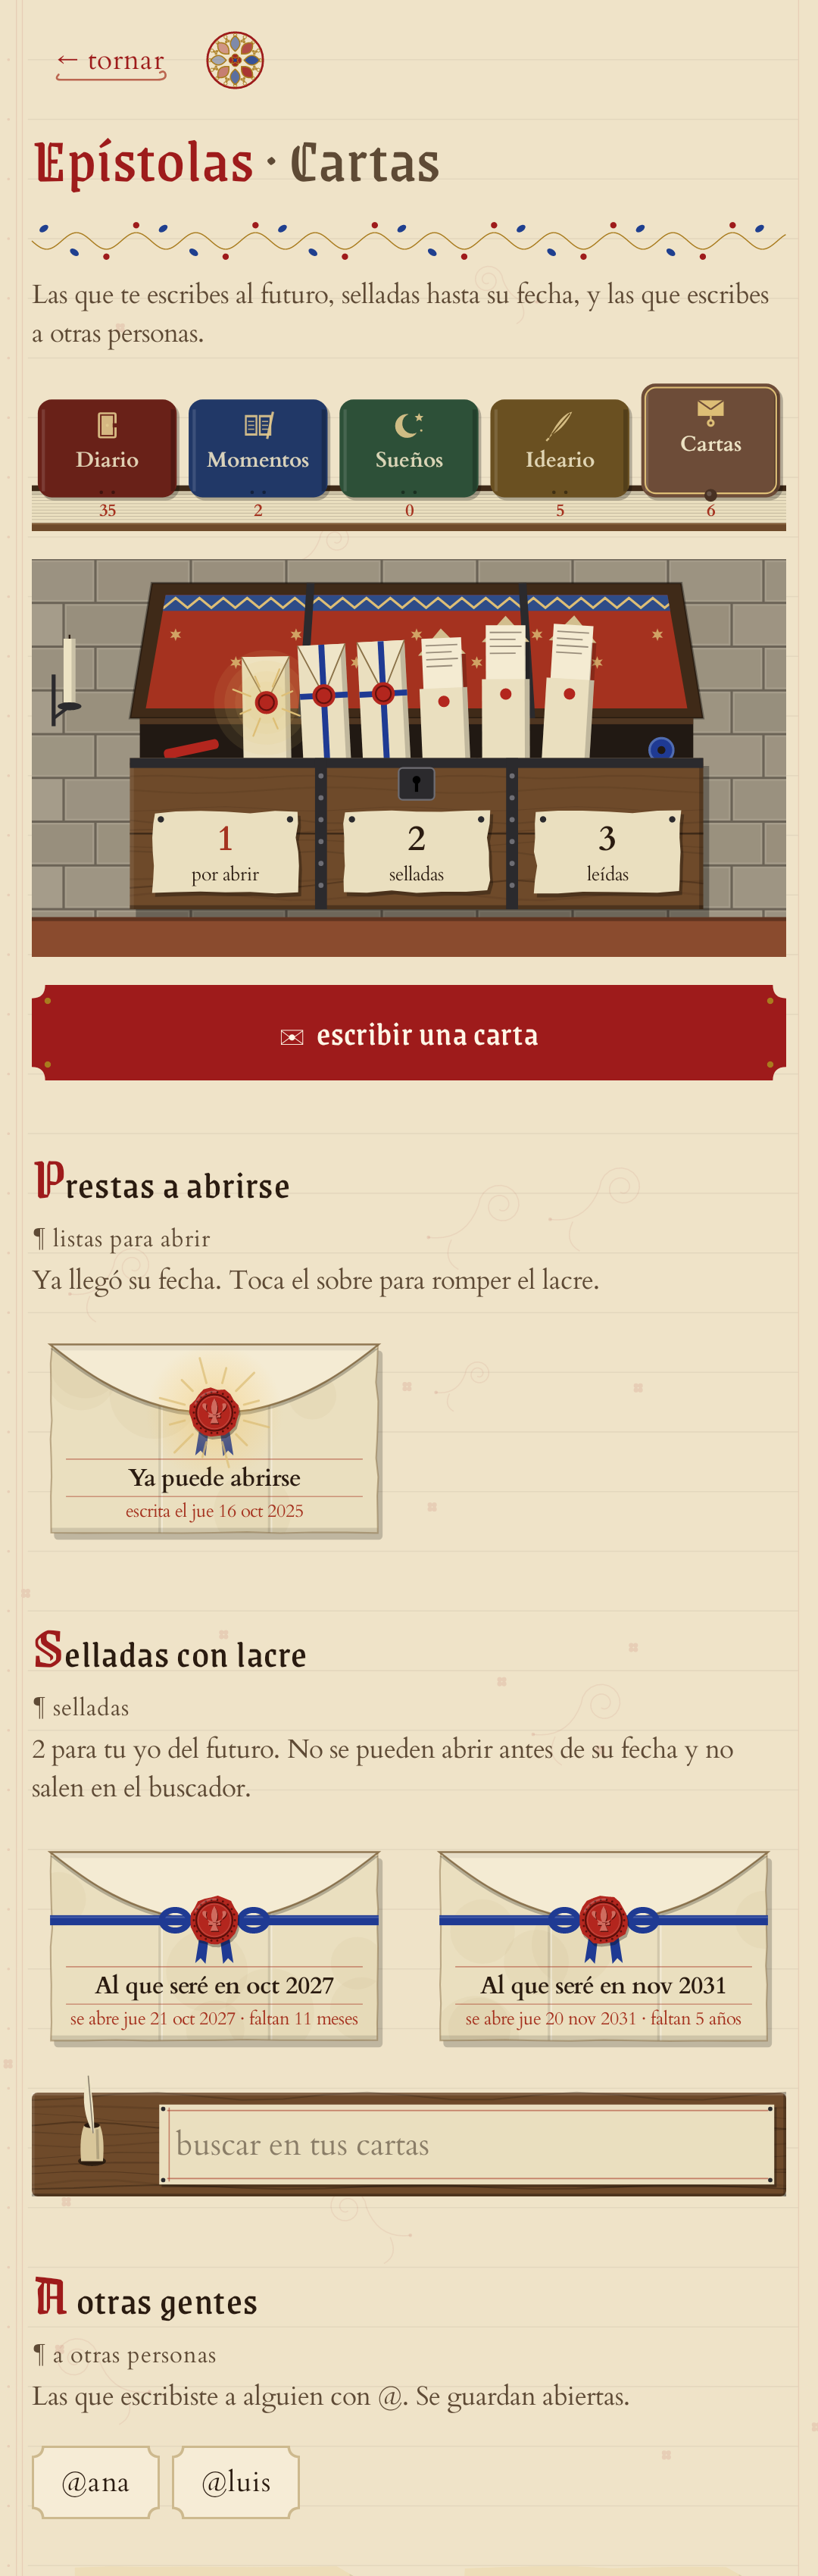 ← tornar
Epístolas · Cartas
Las que te escribes al futuro, selladas hasta su fecha, y las que escribes
a otras personas.
Diario
Momentos
Sueños
Ideario
Cartas
35
2
0
5
6
1
por abrir
2
selladas
3
leídas
✉ escribir una carta
Prestas a abrirse
¶ listas para abrir
Ya llegó su fecha. Toca el sobre para romper el lacre.
Ya puede abrirse
escrita el jue 16 oct 2025
Selladas con lacre
¶ selladas
2 para tu yo del futuro. No se pueden abrir antes de su fecha y no
salen en el buscador.
Al que seré en oct 2027
se abre jue 21 oct 2027 · faltan 11 meses
Al que seré en nov 2031
se abre jue 20 nov 2031 · faltan 5 años
buscar en tus cartas
A otras gentes
¶ a otras personas
Las que escribiste a alguien con @. Se guardan abiertas.
@ana
@luis